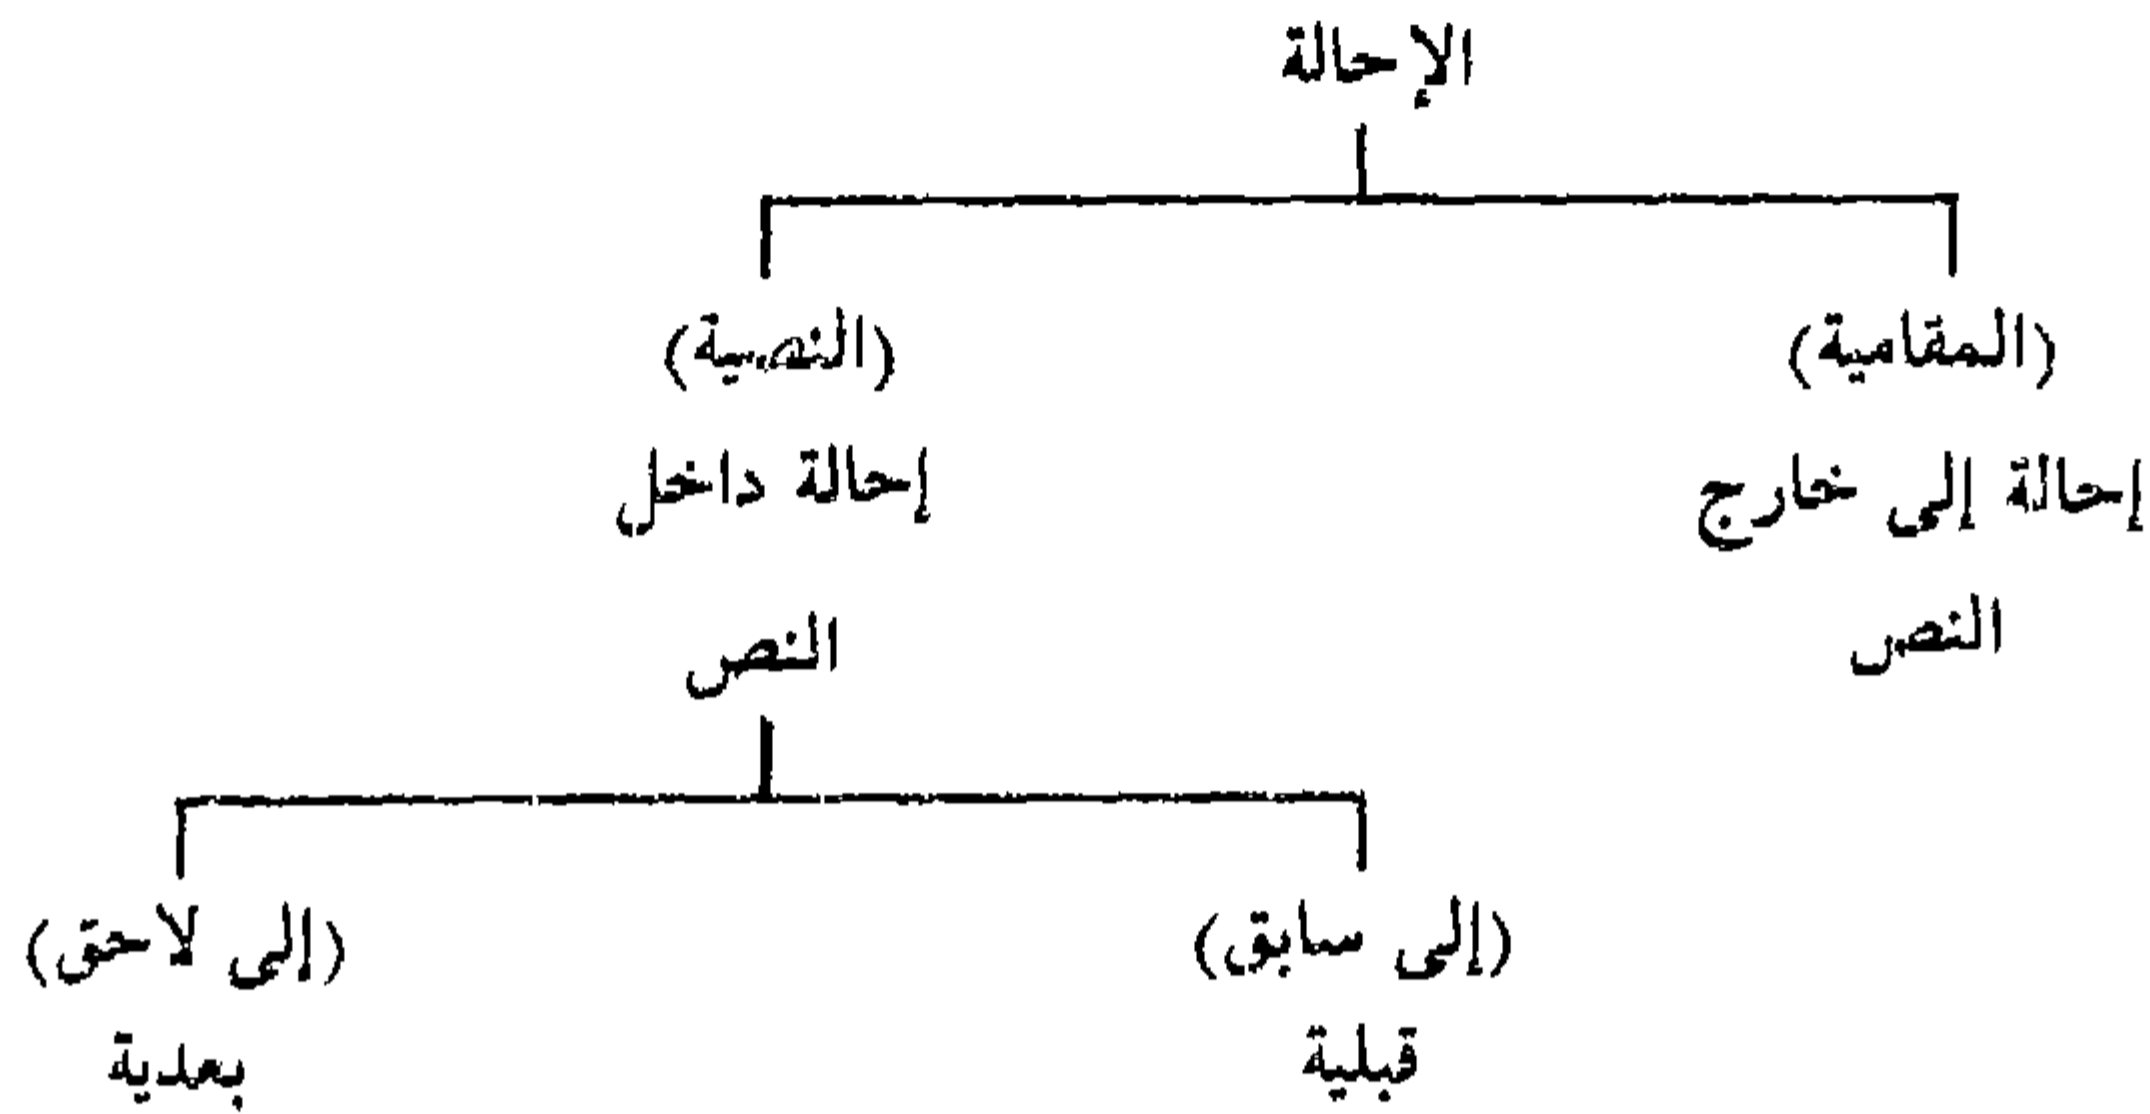 الإحالة
(المقامية)
إحالة إلى خارج
النص
(النصية)
إحالة داخل
النص
(إلى سابق)
قبلية
(إلى لاحق)
بعدية